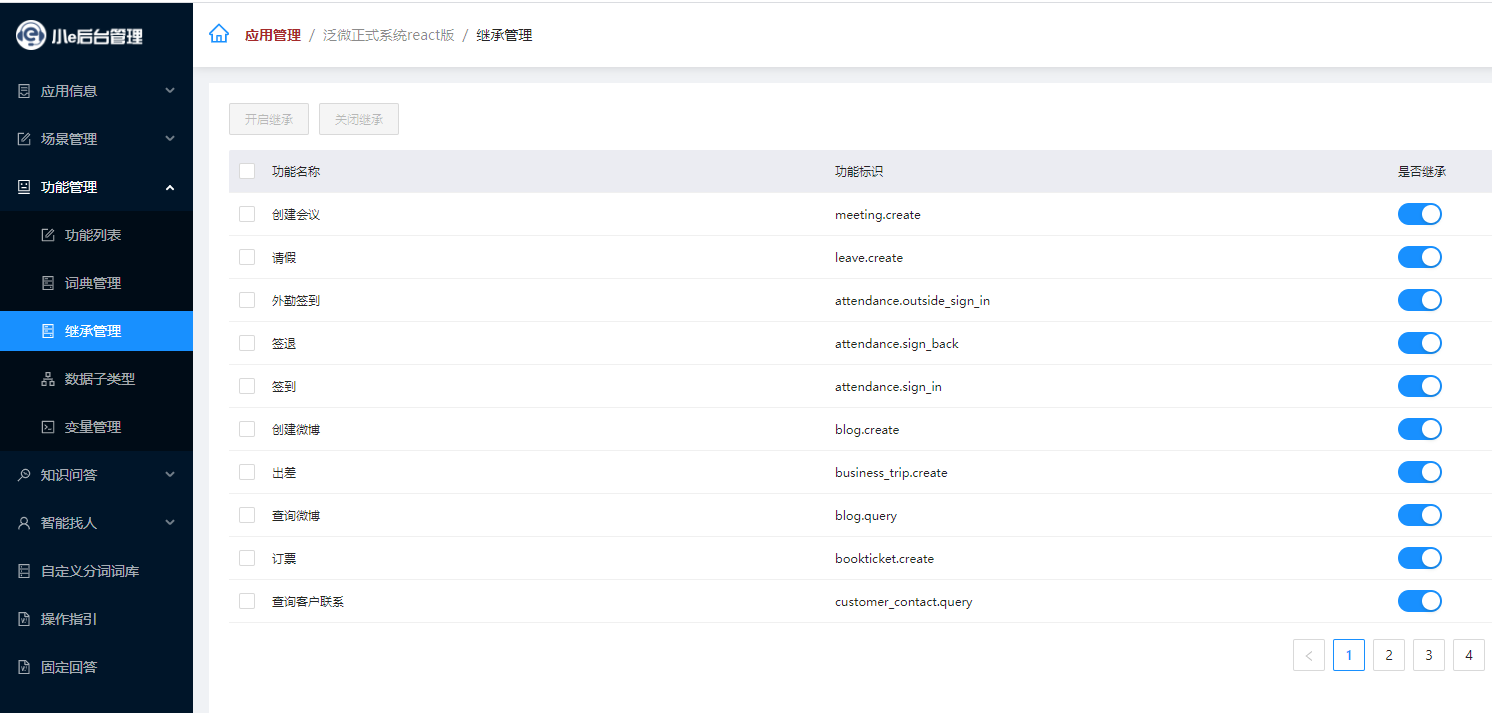 小e后台管理
应用管理 / 泛微正式系统react版 / 继承管理
应用信息
场景管理
功能管理
功能列表
词典管理
继承管理
数据子类型
变量管理
知识问答
智能找人
自定义分词词库
操作指引
固定回答
开启继承 关闭继承
功能名称 功能标识 是否继承
创建会议 meeting.create
请假 leave.create
外勤签到 attendance.outside_sign_in
签退 attendance.sign_back
签到 attendance.sign_in
创建微博 blog.create
出差 business_trip.create
查询微博 blog.query
订票 bookticket.create
查询客户联系 customer_contact.query
< 1 2 3 4